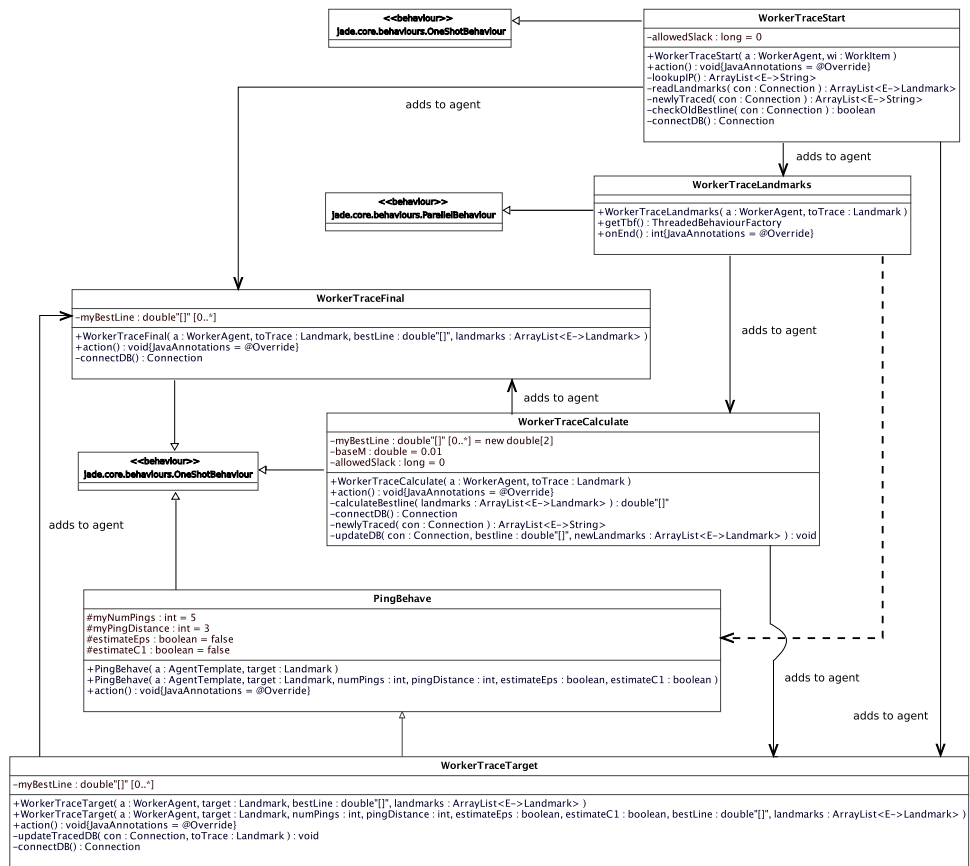 <<behaviour>>
jade.core.behaviours.OneShotBehaviour
WorkerTraceStart
-allowedSlack : long = 0
+WorkerTraceStart( a : WorkerAgent, wi : WorkItem )
+action() : void{JavaAnnotations = @Override}
-lookupIP() : ArrayList<E->String>
-readLandmarks( con : Connection ) : ArrayList<E->Landmark>
-newlyTraced( con : Connection ) : ArrayList<E->String>
-checkOldBestline( con : Connection ) : boolean
-connectDB() : Connection
adds to agent
adds to agent
<<behaviour>>
jade.core.behaviours.ParallelBehaviour
WorkerTraceLandmarks
+WorkerTraceLandmarks( a : WorkerAgent, toTrace : Landmark )
+getTbf() : ThreadedBehaviourFactory
+onEnd() : int{JavaAnnotations = @Override}
WorkerTraceFinal
-myBestLine : double"[]" [0..*]
+WorkerTraceFinal( a : WorkerAgent, toTrace : Landmark, bestLine : double"[]", landmarks : ArrayList<E->Landmark> )
+action() : void{JavaAnnotations = @Override}
-connectDB() : Connection
adds to agent
adds to agent
WorkerTraceCalculate
-myBestLine : double"[]" [0..*] = new double[2]
-baseM : double = 0.01
-allowedSlack : long = 0
+WorkerTraceCalculate( a : WorkerAgent, toTrace : Landmark )
+action() : void{JavaAnnotations = @Override}
-calculateBestline( landmarks : ArrayList<E->Landmark> ) : double"[]"
-connectDB() : Connection
-newlyTraced( con : Connection ) : ArrayList<E->String>
-updateDB( con : Connection, bestline : double"[]", newLandmarks : ArrayList<E->Landmark> ) : void
<<behaviour>>
jade.core.behaviours.OneShotBehaviour
adds to agent
PingBehave
#myNumPings : int = 5
#myPingDistance : int = 3
#estimateEps : boolean = false
#estimateC1 : boolean = false
+PingBehave( a : AgentTemplate, target : Landmark )
+PingBehave( a : AgentTemplate, target : Landmark, numPings : int, pingDistance : int, estimateEps : boolean, estimateC1 : boolean )
+action() : void{JavaAnnotations = @Override}
adds to agent
adds to agent
WorkerTraceTarget
-myBestLine : double"[]" [0..*]
+WorkerTraceTarget( a : WorkerAgent, target : Landmark, bestLine : double"[]", landmarks : ArrayList<E->Landmark> )
+WorkerTraceTarget( a : WorkerAgent, target : Landmark, numPings : int, pingDistance : int, estimateEps : boolean, estimateC1 : boolean, bestLine : double"[]", landmarks : ArrayList<E->Landmark> )
+action() : void{JavaAnnotations = @Override}
-updateTracedDB( con : Connection, toTrace : Landmark ) : void
-connectDB() : Connection